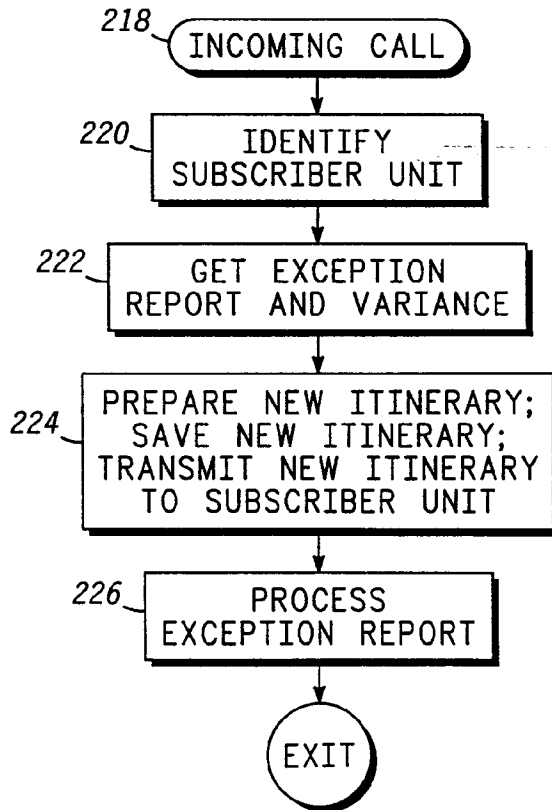 218
INCOMING CALL
220
IDENTIFY
SUBSCRIBER UNIT
222
GET EXCEPTION
REPORT AND VARIANCE
224
PREPARE NEW ITINERARY;
SAVE NEW ITINERARY;
TRANSMIT NEW ITINERARY
TO SUBSCRIBER UNIT
226
PROCESS
EXCEPTION REPORT
EXIT